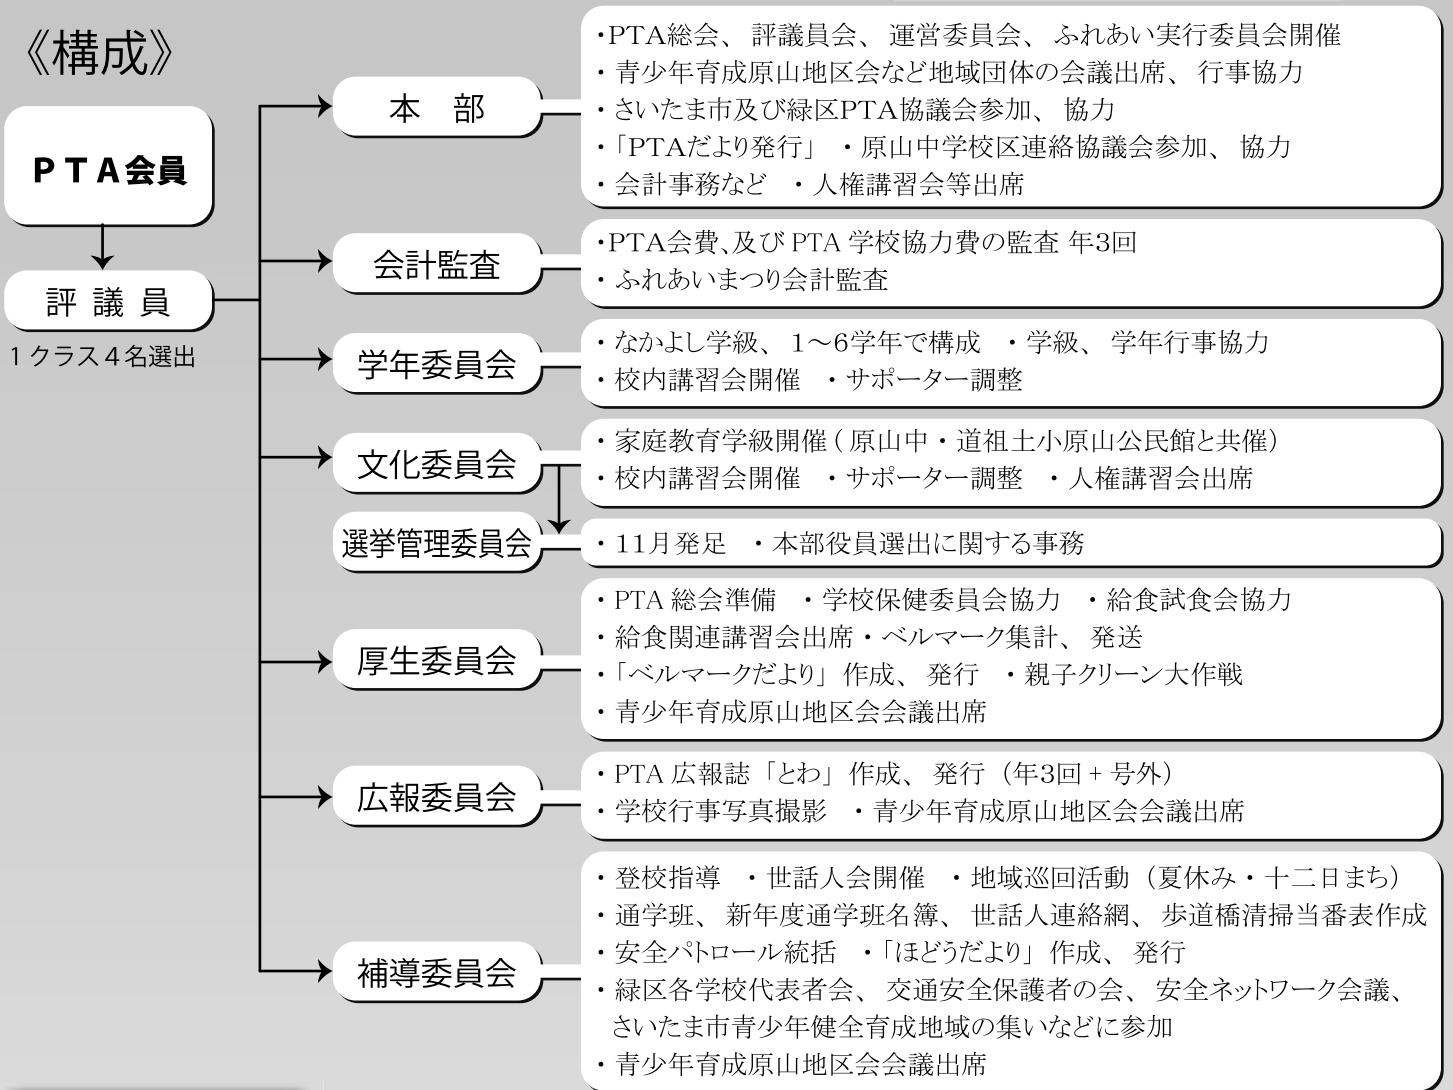 《構成》
PTA会員
評議員
1クラス4名選出
本　部
・PTA総会、評議員会、運営委員会、ふれあい実行委員会開催
・青少年育成原山地区会など地域団体の会議出席、行事協力
・さいたま市及び緑区PTA協議会参加、協力
・「PTAだより発行」　・原山中学校区連絡協議会参加、協力
・会計事務など　・人権講習会等出席
会計監査
・PTA会費、及び PTA 学校協力費の監査 年3回
・ふれあいまつり会計監査
学年委員会
・なかよし学級、1～6学年で構成　・学級、学年行事協力
・校内講習会開催　・サポーター調整
文化委員会
・家庭教育学級開催（原山中・道祖土小原山公民館と共催）
・校内講習会開催　・サポーター調整　・人権講習会出席
選挙管理委員会
・11月発足　・本部役員選出に関する事務
厚生委員会
・PTA 総会準備　・学校保健委員会協力　・給食試食会協力
・給食関連講習会出席・ベルマーク集計、発送
・「ベルマークだより」作成、発行　・親子クリーン大作戦
・青少年育成原山地区会会議出席
広報委員会
・PTA 広報誌「とわ」作成、発行（年3回 + 号外）
・学校行事写真撮影　・青少年育成原山地区会会議出席
補導委員会
・登校指導　・世話人会開催　・地域巡回活動（夏休み・十二日まち）
・通学班、新年度通学班名簿、世話人連絡網、歩道橋清掃当番表作成
・安全パトロール統括　・「ほどうだより」作成、発行
・緑区各学校代表者会、交通安全保護者の会、安全ネットワーク会議、
さいたま市青少年健全育成地域の集いなどに参加
・青少年育成原山地区会会議出席